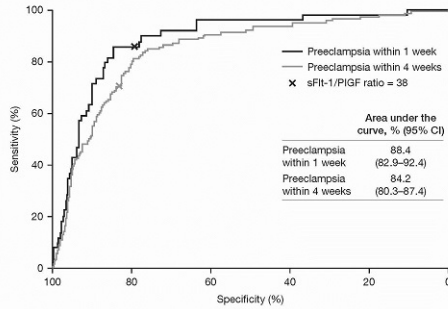 100
80
60
40
20
0
Sensitivity (%)
100
80
60
40
20
0
Specificity (%)
Preeclampsia within 1 week
Preeclampsia within 4 weeks
sFlt-1/PlGF ratio = 38
Area under the
curve, % (95% CI)
Preeclampsia
within 1 week
88.4
(82.9–92.4)
Preeclampsia
within 4 weeks
84.2
(80.3–87.4)